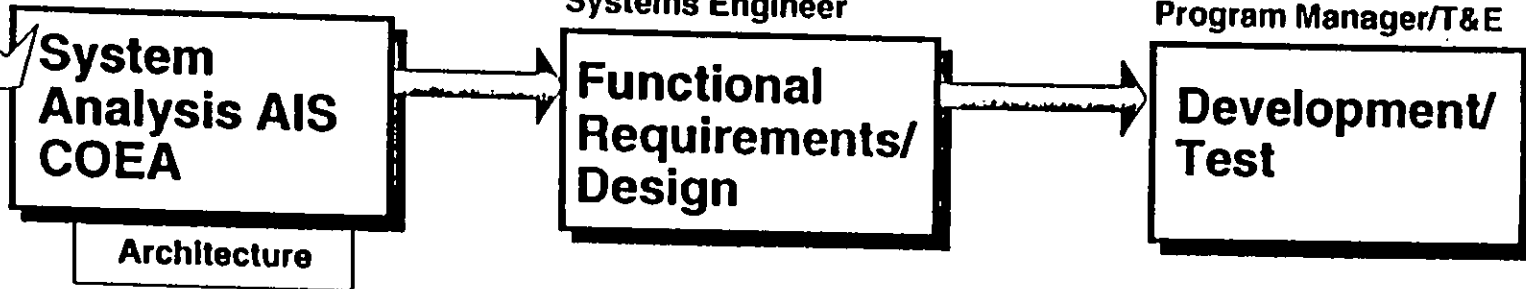 System
Analysis AIS
COEA
Architecture
Systems Engineer
Functional
Requirements/
Design
Program Manager/T&E
Development/
Test